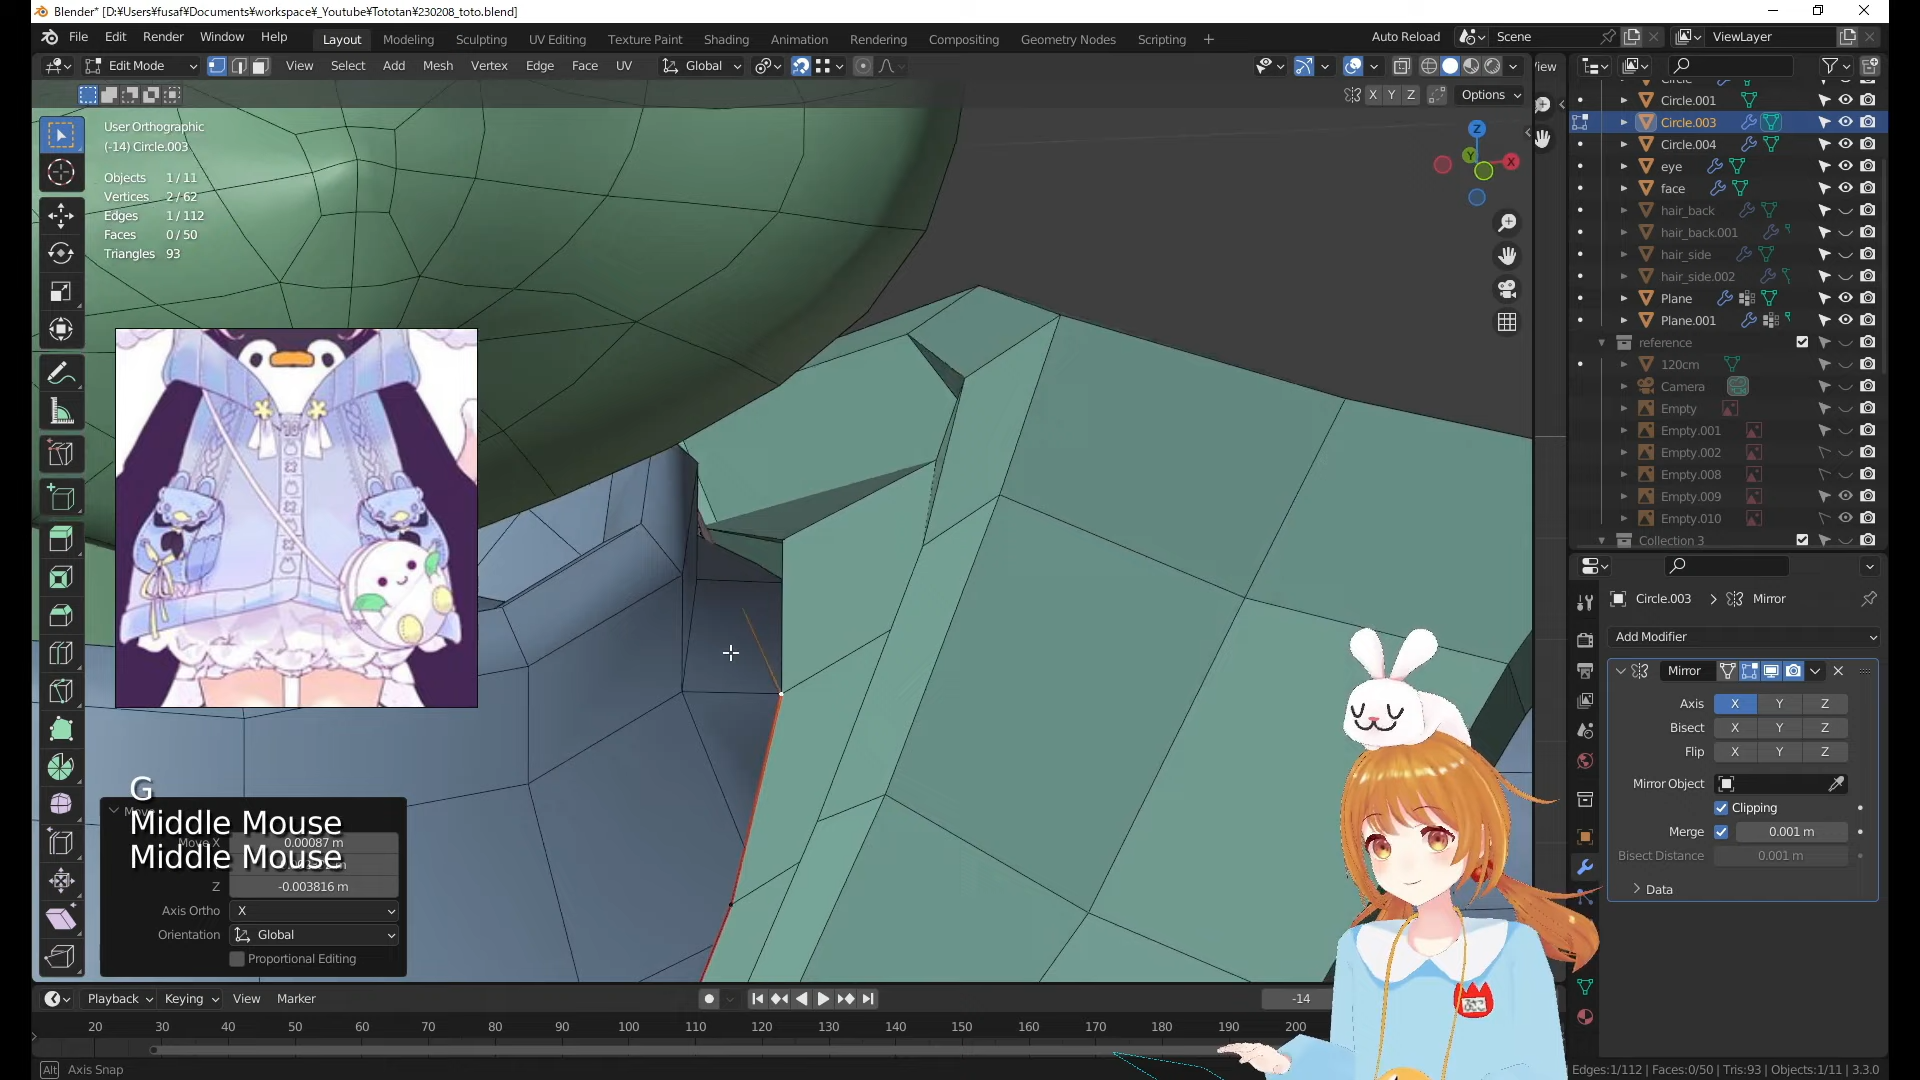 Blender* [D:¥Users¥fusaf¥Documents¥workspace¥_Youtube¥Tototan¥230208_toto.blend]
File Edit Render Window Help
Layout Modeling Sculpting UV Editing Texture Paint Shading Animation Rendering Compositing Geometry Nodes Scripting +
Auto Reload Scene ViewLayer
Edit Mode View Select Add Mesh Vertex Edge Face UV Global
X Y Z Options
User Orthographic
(-14) Circle.003
Objects 1 / 11
Vertices 2 / 62
Edges 1 / 112
Faces 0 / 50
Triangles 93
Z
Y
X
Circle.001
Circle.003
Circle.004
eye
face
hair_back
hair_back.001
hair_side
hair_side.002
Plane
Plane.001
reference
120cm
Camera
Empty
Empty.001
Empty.002
Empty.008
Empty.009
Empty.010
Collection 3
Circle.003 > Mirror
Add Modifier
Mirror
Axis X Y Z
Bisect X Y Z
Flip X Y Z
Mirror Object
Clipping
Merge 0.001 m
Bisect Distance 0.001 m
Data
G
Middle Mouse
Middle Mouse
Move X 0.00087 m
Z -0.003816 m
Axis Ortho X
Orientation Global
Proportional Editing
Playback Keying View Marker
-14
20 30 40 50 60 70 80 90 100 110 120 130 140 150 160 170 180 190 200
Alt Axis Snap
Edges:1/112 | Faces:0/50 | Tris:93 | Objects:1/11 | 3.3.0